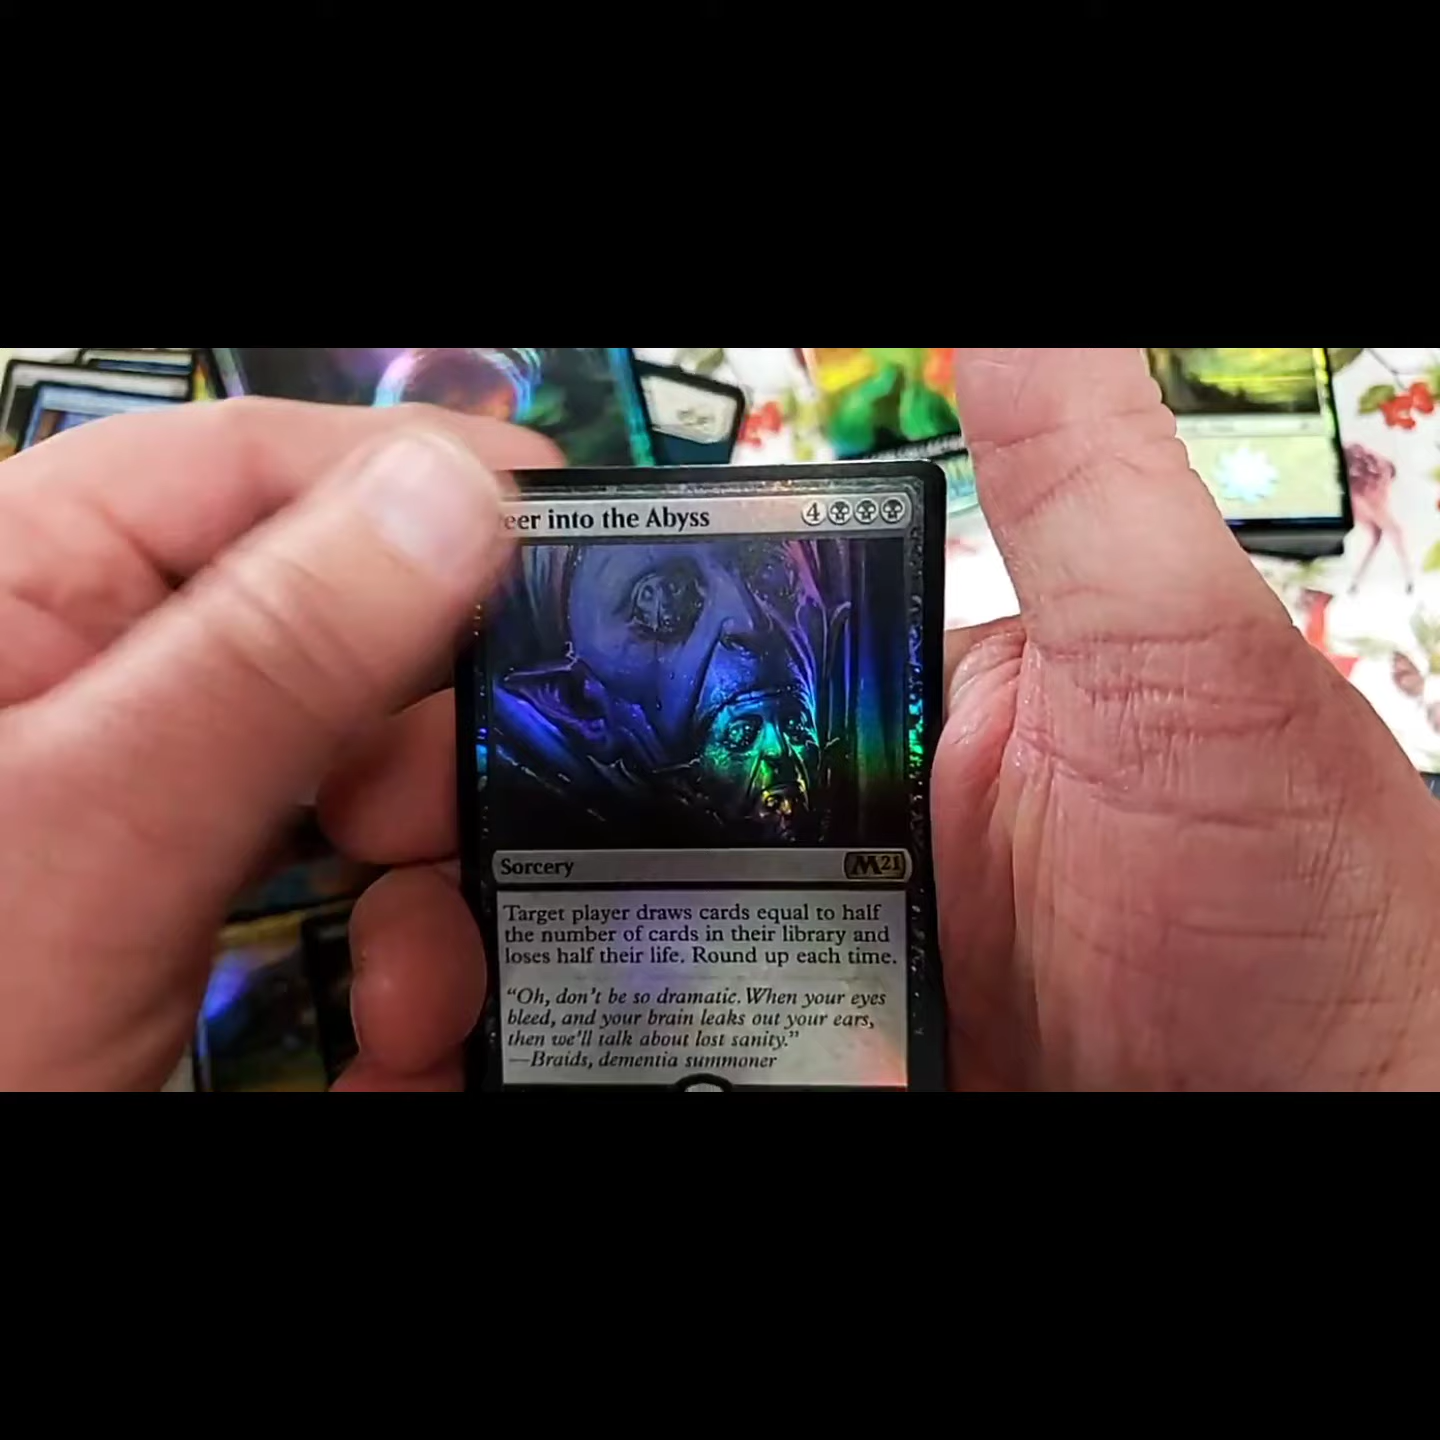 eer into the Abyss 4
Sorcery M21
Target player draws cards equal to half
the number of cards in their library and
loses half their life. Round up each time.
“Oh, don’t be so dramatic. When your eyes
bleed, and your brain leaks out your ears,
then we’ll talk about lost sanity.”
—Braids, dementia summoner